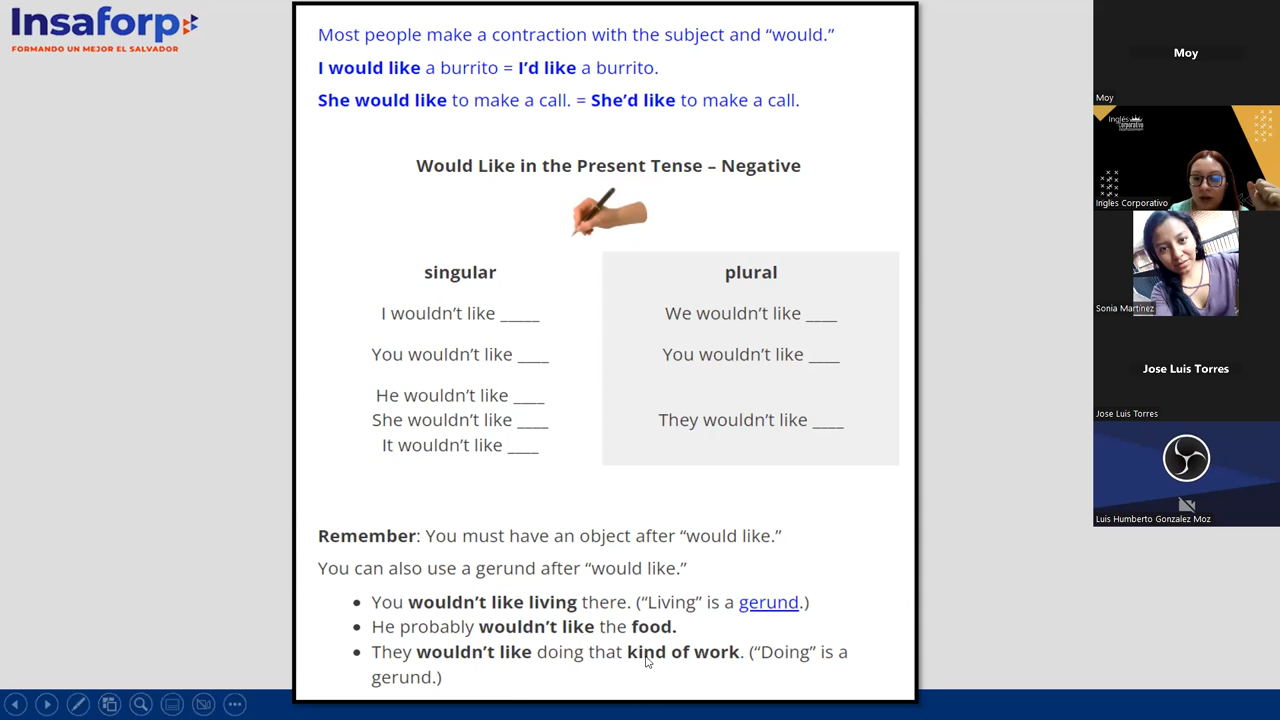 Insaforp
FORMANDO UN MEJOR EL SALVADOR
Most people make a contraction with the subject and “would.”
I would like a burrito = I’d like a burrito.
She would like to make a call. = She’d like to make a call.
Would Like in the Present Tense – Negative
singular
plural
I wouldn’t like _____
We wouldn’t like ____
You wouldn’t like ____
You wouldn’t like ____
He wouldn’t like ____
She wouldn’t like ____
They wouldn’t like ____
It wouldn’t like ____
Remember: You must have an object after “would like.”
You can also use a gerund after “would like.”
You wouldn’t like living there. (“Living” is a gerund.)
He probably wouldn’t like the food.
They wouldn’t like doing that kind of work. (“Doing” is a
gerund.)
Moy
Moy
Inglés
Corporativo
Ingles Corporativo
Sonia Martinez
Jose Luis Torres
Jose Luis Torres
Luis Humberto Gonzalez Moz